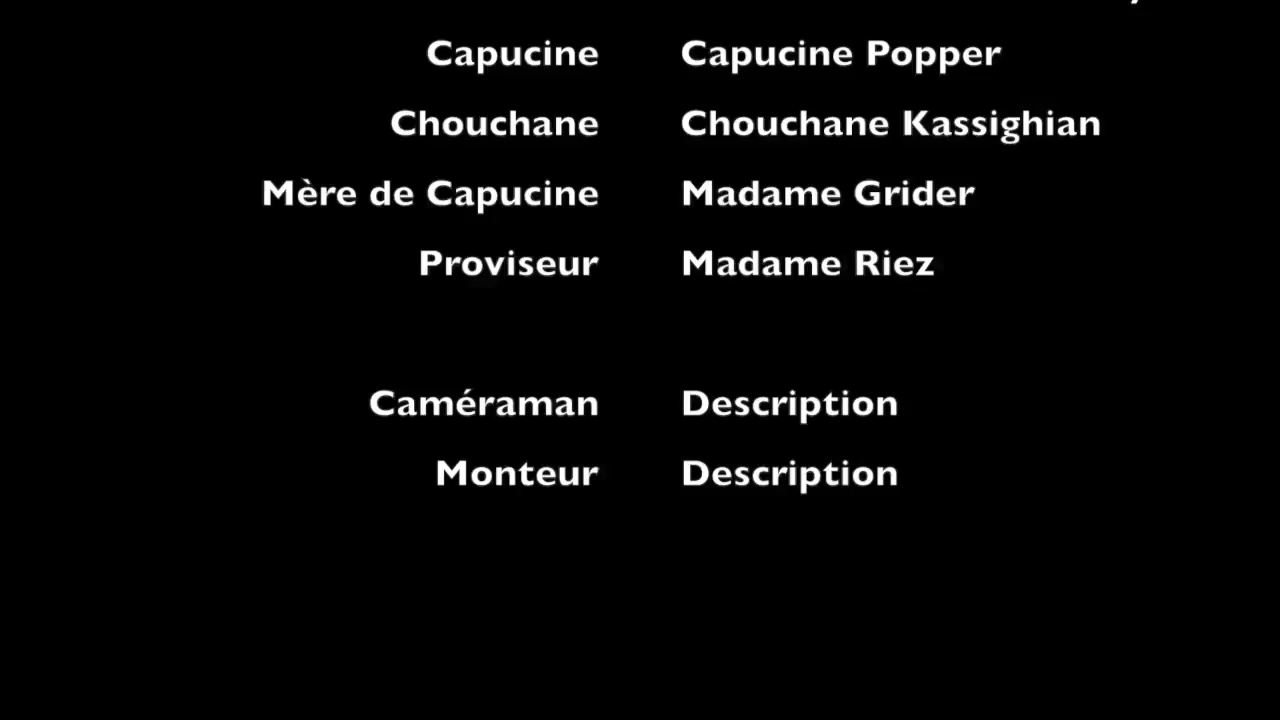 Capucine Capucine Popper
Chouchane Chouchane Kassighian
Mère de Capucine Madame Grider
Proviseur Madame Riez
Caméraman Description
Monteur Description